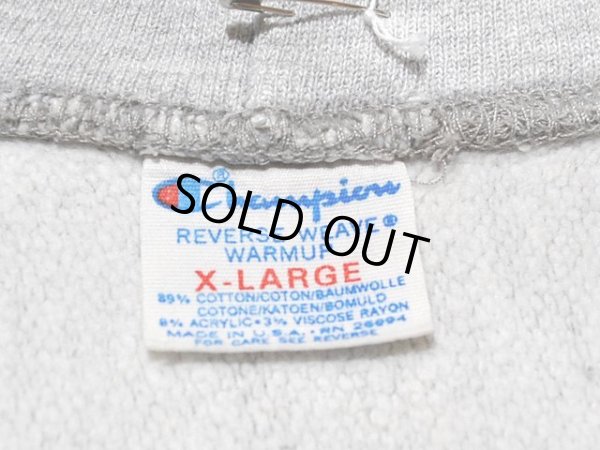 ® Champion
SOLD OUT
REVERSE WEAVE®
WARMUP
X-LARGE
89% COTTON/COTON/BAUMWOLLE
COTONE/KATOEN/BOMULD
8% ACRYLIC • 3% VISCOSE RAYON
MADE IN U.S.A. • RN 26094
FOR CARE SEE REVERSE